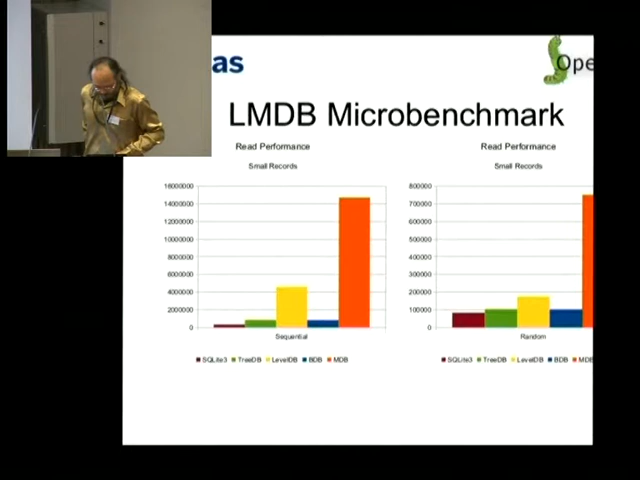 as
Ope
LMDB Microbenchmark
Read Performance
Small Records
16000000
14000000
12000000
10000000
8000000
6000000
4000000
2000000
0
Sequential
SQLite3 TreeDB LevelDB BDB MDB
Read Performance
Small Records
800000
700000
600000
500000
400000
300000
200000
100000
0
Random
SQLite3 TreeDB LevelDB BDB MDB